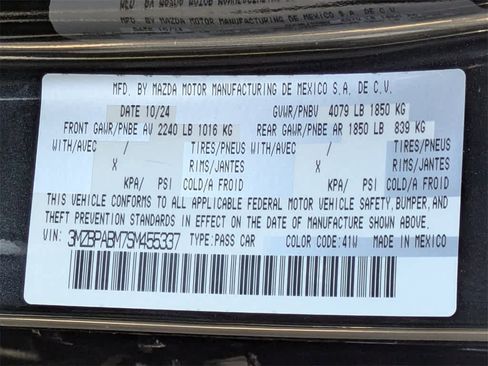 MFD. BY MAZDA MOTOR MANUFACTURING DE MEXICO S.A. DE C.V.
DATE 10/24 GVWR/PNBV 4079 LB 1850 KG
FRONT GAWR/PNBE AV 2240 LB 1016 KG REAR GAWR/PNBE AR 1850 LB 839 KG
WITH/AVEC / TIRES/PNEUS WITH/AVEC / TIRES/PNEUS
X RIMS/JANTES X RIMS/JANTES
KPA/ PSI COLD/A FROID KPA/ PSI COLD/A FROID
THIS VEHICLE CONFORMS TO ALL APPLICABLE FEDERAL MOTOR VEHICLE SAFETY, BUMPER, AND
THEFT PREVENTION STANDARDS IN EFFECT ON THE DATE OF MANUFACTURE SHOWN ABOVE.
VIN: 3MZBPABM7SM455337 TYPE:PASS CAR COLOR CODE:41W MADE IN MEXICO